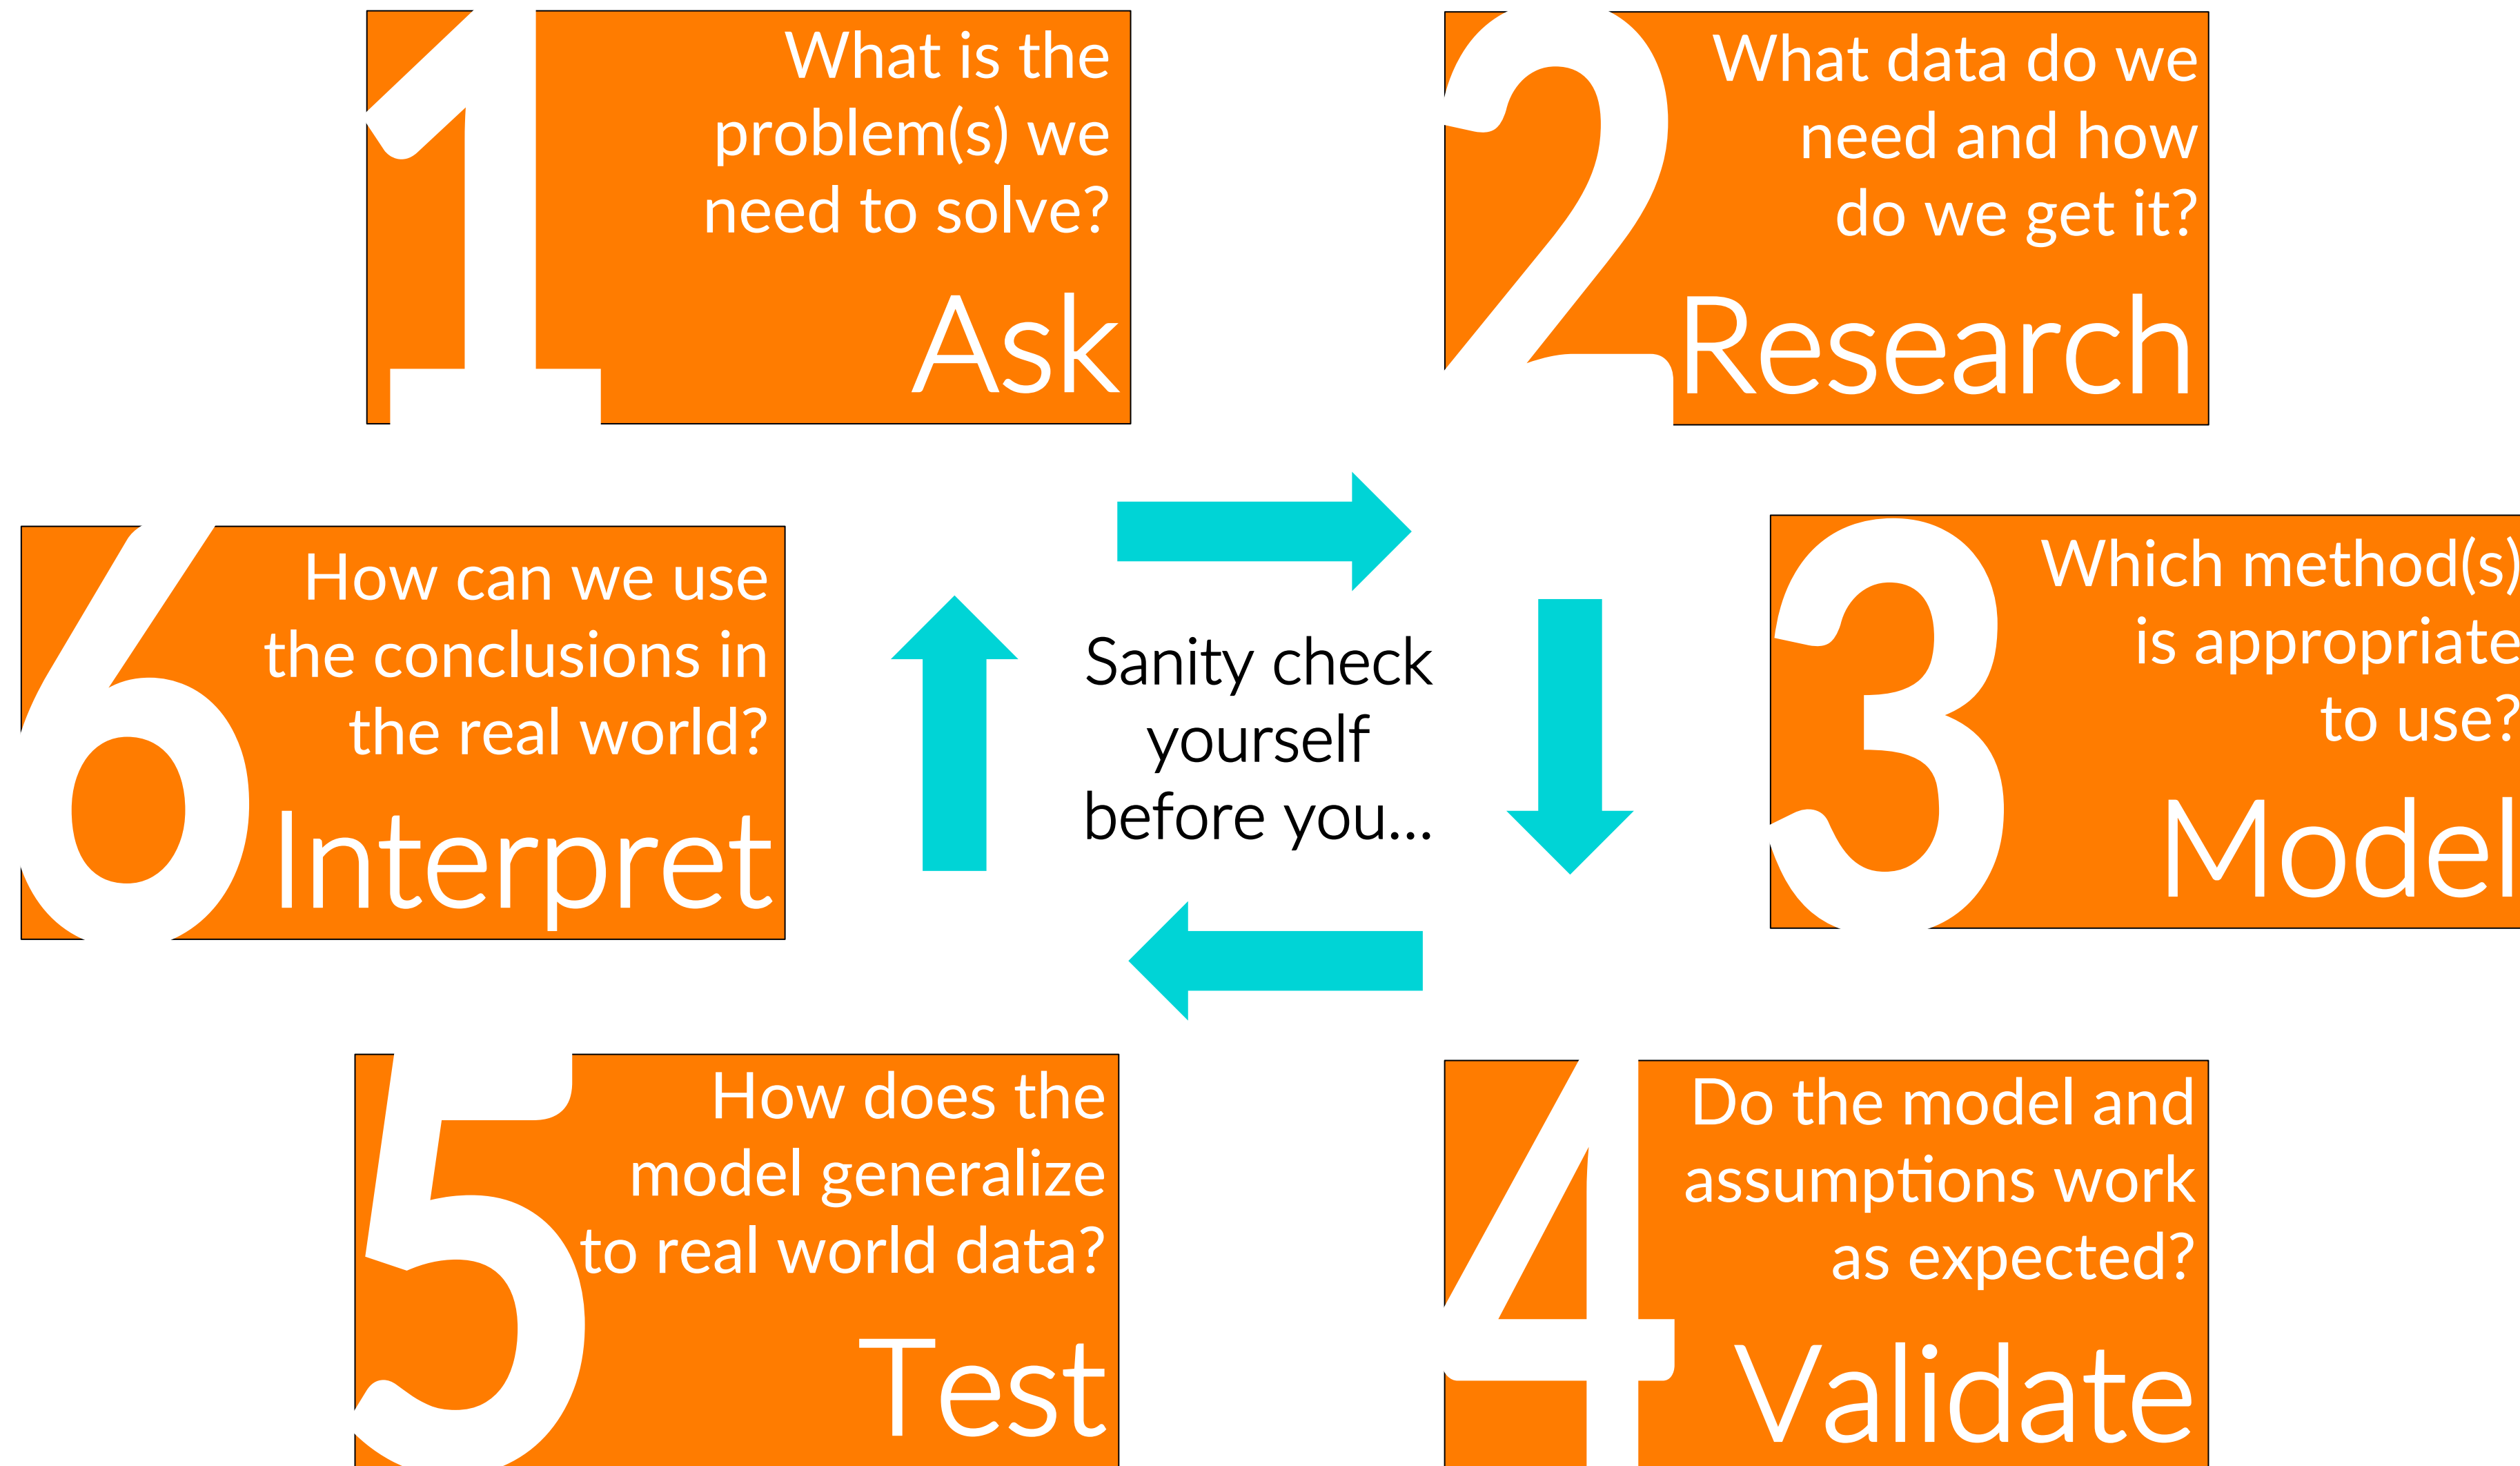 1
What is the
problem(s) we
need to solve?
Ask
2
What data do we
need and how
do we get it?
Research
3
Which method(s)
is appropriate
to use?
Model
4
Do the model and
assumptions work
as expected?
Validate
5
How does the
model generalize
to real world data?
Test
6
How can we use
the conclusions in
the real world?
Interpret
Sanity check
yourself
before you...